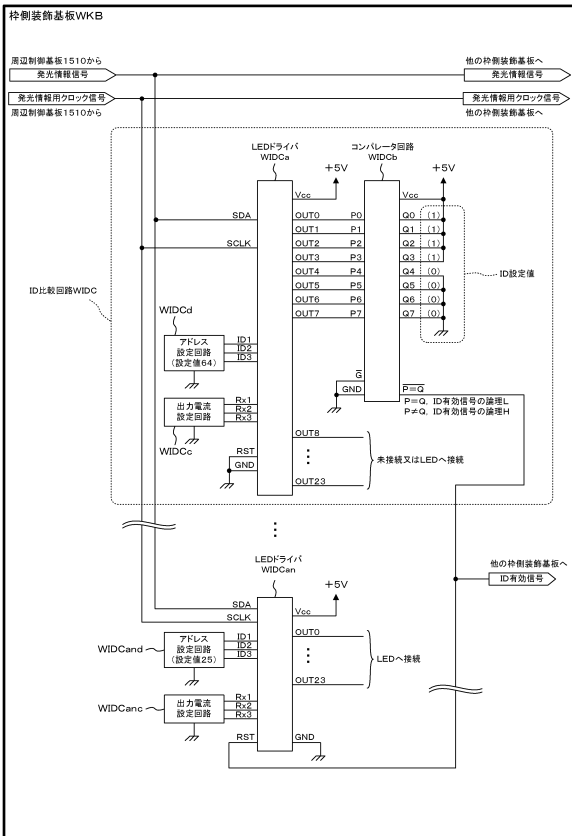 枠側装飾基板WKB
周辺制御基板1510から
発光情報信号
他の枠側装飾基板へ
発光情報信号
発光情報用クロック信号
周辺制御基板1510から
発光情報用クロック信号
他の枠側装飾基板へ
LEDドライバ
WIDCa
コンパレータ回路
WIDCb
+5V
+5V
Vcc
Vcc
SDA
OUT0
P0
Q0
(1)
OUT1
P1
Q1
(1)
SCLK
OUT2
P2
Q2
(1)
OUT3
P3
Q3
(1)
OUT4
P4
Q4
(0)
ID設定値
OUT5
P5
Q5
(0)
OUT6
P6
Q6
(0)
OUT7
P7
Q7
(0)
ID比較回路WIDC
WIDCd
アドレス
設定回路
(設定値64)
ID1
ID2
ID3
G
GND
P=Q
P=Q, ID有効信号の論理L
P≠Q, ID有効信号の論理H
出力電流
設定回路
Rx1
Rx2
Rx3
WIDCc
OUT8
RST
GND
未接続又はLEDへ接続
OUT23
LEDドライバ
WIDCan
他の枠側装飾基板へ
ID有効信号
+5V
SDA
Vcc
SCLK
WIDCand
アドレス
設定回路
(設定値25)
ID1
ID2
ID3
OUT0
LEDへ接続
OUT23
WIDCanc
出力電流
設定回路
Rx1
Rx2
Rx3
RST
GND